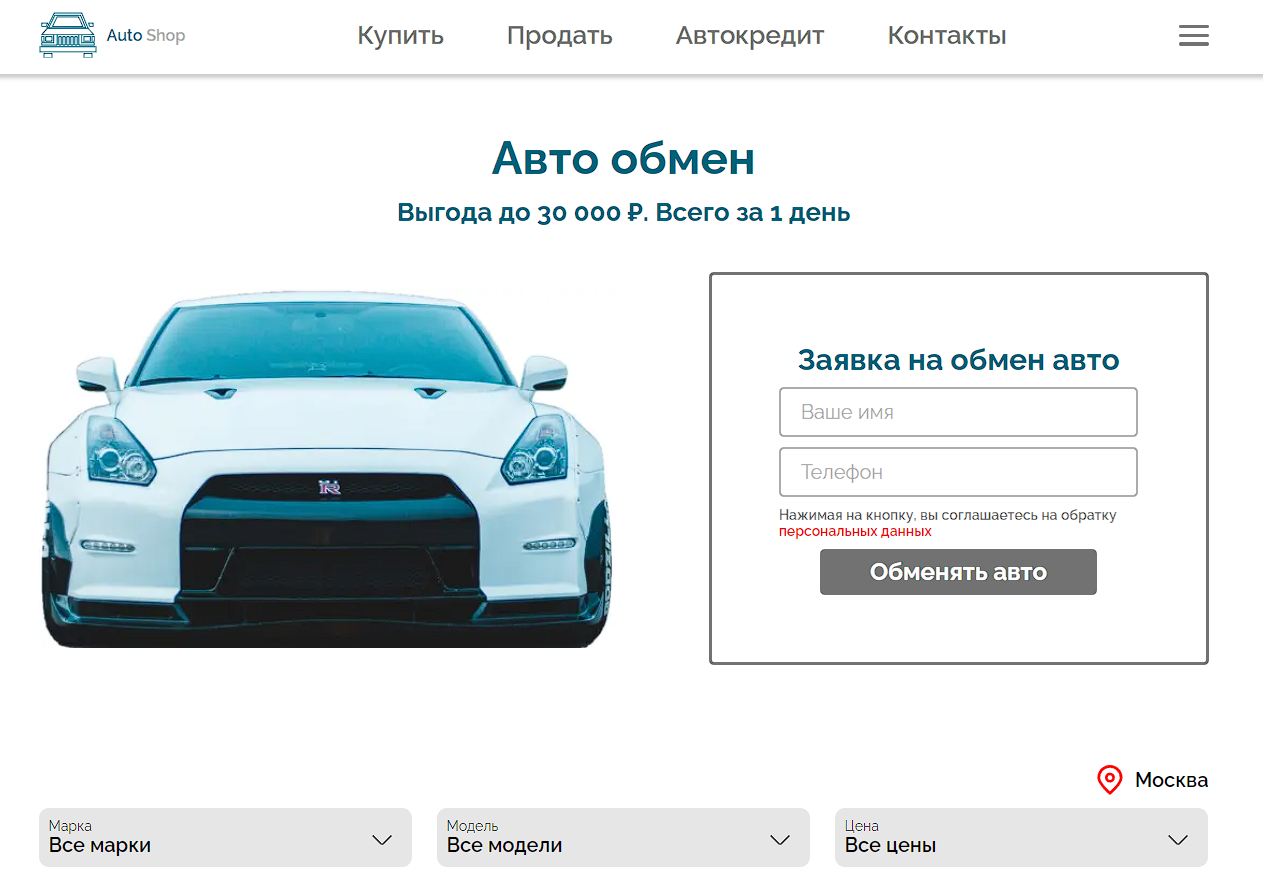 Auto Shop
Купить
Продать
Автокредит
Контакты
Авто обмен
Выгода до 30 000 ₽. Всего за 1 день
Заявка на обмен авто
Ваше имя
Телефон
Нажимая на кнопку, вы соглашаетесь на обратку
персональных данных
Обменять авто
Москва
Марка
Все марки
Модель
Все модели
Цена
Все цены